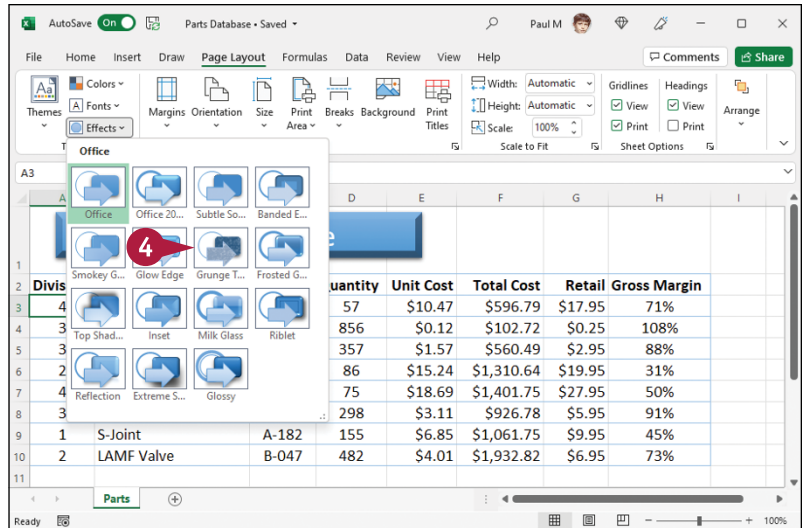 AutoSave On Parts Database • Saved Paul M
File Home Insert Draw Page Layout Formulas Data Review View Help Comments Share
Colors
Fonts
Effects
Themes
Margins
Orientation
Size
Print Area
Breaks
Background
Print Titles
Width: Automatic
Height: Automatic
Scale: 100%
Scale to Fit
Gridlines Headings
View View
Print Print
Sheet Options
Arrange
A3
Office
Office Office 20... Subtle So... Banded E...
Smokey G... Glow Edge Grunge T... Frosted G...
Top Shad... Inset Milk Glass Riblet
Reflection Extreme S... Glossy
4
A D E F G H I
1 e
2 Divis uantity Unit Cost Total Cost Retail Gross Margin
3 4 57 $10.47 $596.79 $17.95 71%
4 3 856 $0.12 $102.72 $0.25 108%
5 3 357 $1.57 $560.49 $2.95 88%
6 2 86 $15.24 $1,310.64 $19.95 31%
7 4 75 $18.69 $1,401.75 $27.95 50%
8 3 298 $3.11 $926.78 $5.95 91%
9 1 S-Joint A-182 155 $6.85 $1,061.75 $9.95 45%
10 2 LAMF Valve B-047 482 $4.01 $1,932.82 $6.95 73%
11
Parts
Ready 100%